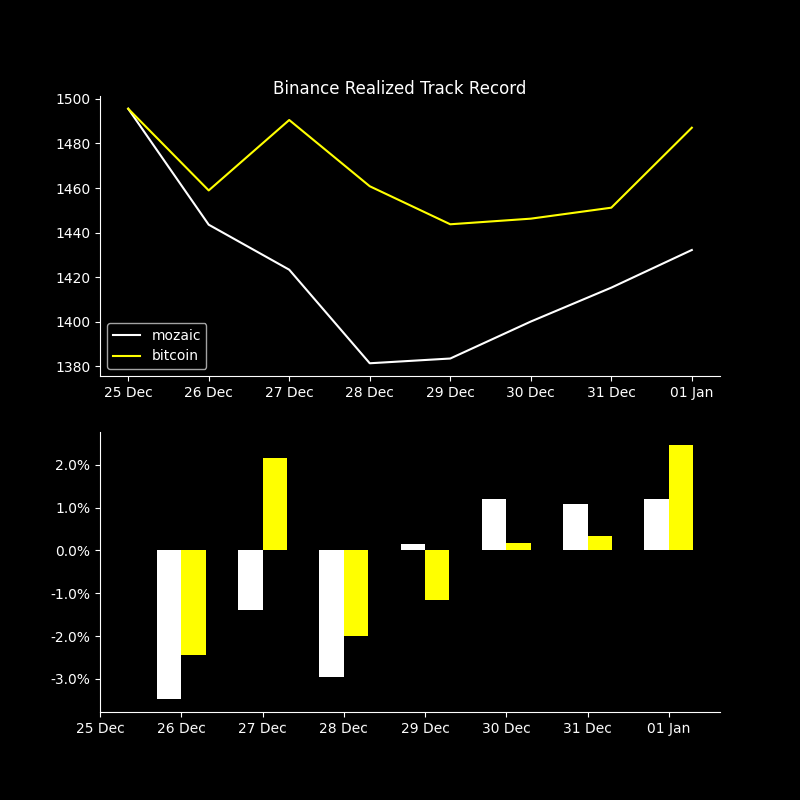 Binance Realized Track Record
1500
1480
1460
1440
1420
1400
1380
mozaic
bitcoin
25 Dec 26 Dec 27 Dec 28 Dec 29 Dec 30 Dec 31 Dec 01 Jan
2.0%
1.0%
0.0%
-1.0%
-2.0%
-3.0%
25 Dec 26 Dec 27 Dec 28 Dec 29 Dec 30 Dec 31 Dec 01 Jan